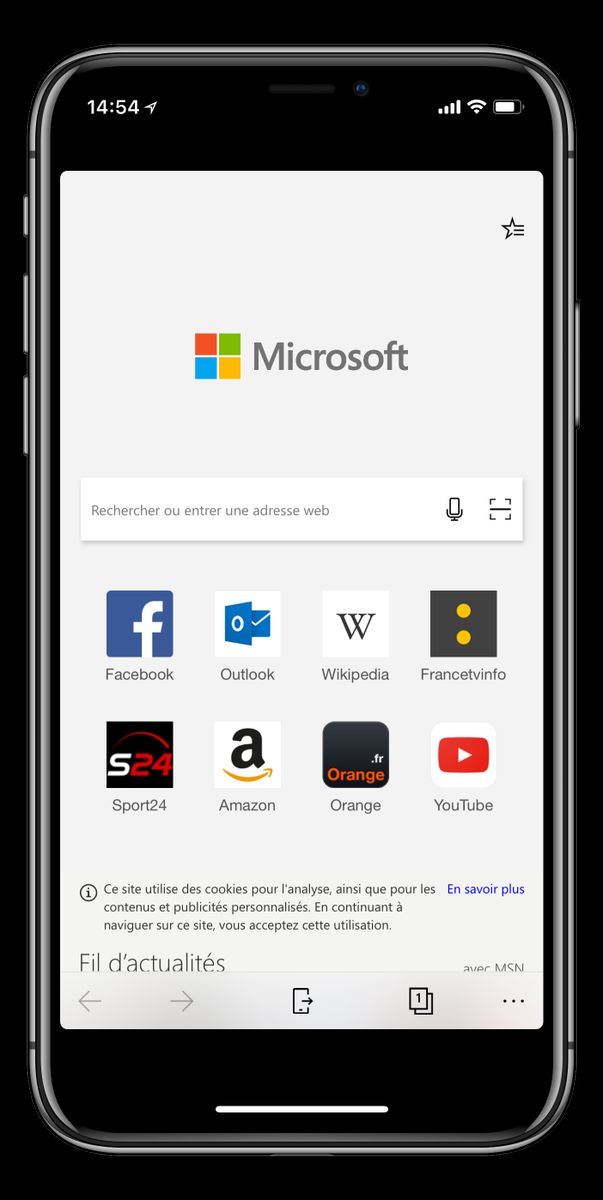 14:54
Microsoft
Rechercher ou entrer une adresse web
f
O
W
Facebook Outlook Wikipedia Francetvinfo
S24
a
.fr
Orange
Sport24 Amazon Orange YouTube
Ce site utilise des cookies pour l'analyse, ainsi que pour les En savoir plus
contenus et publicités personnalisés. En continuant à
naviguer sur ce site, vous acceptez cette utilisation.
Fil d'actualités avec MSN
1